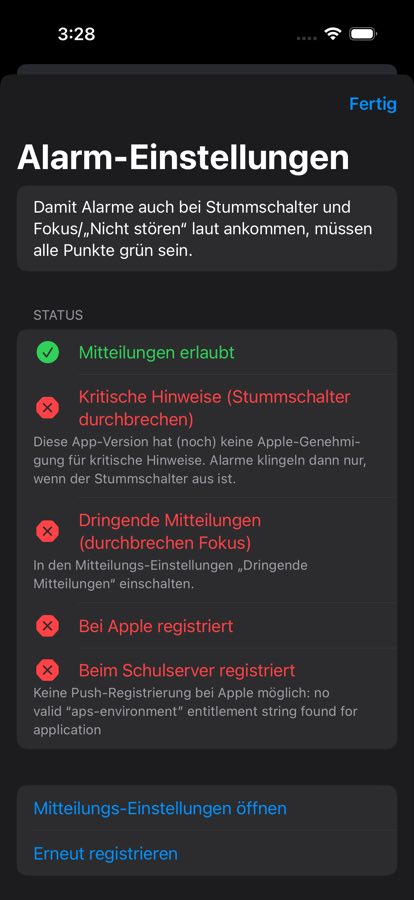 3:28
Fertig
Alarm-Einstellungen
Damit Alarme auch bei Stummschalter und
Fokus/„Nicht stören“ laut ankommen, müssen
alle Punkte grün sein.
STATUS
Mitteilungen erlaubt
Kritische Hinweise (Stummschalter
durchbrechen)
Diese App-Version hat (noch) keine Apple-Genehmi-
gung für kritische Hinweise. Alarme klingeln dann nur,
wenn der Stummschalter aus ist.
Dringende Mitteilungen
(durchbrechen Fokus)
In den Mitteilungs-Einstellungen „Dringende
Mitteilungen“ einschalten.
Bei Apple registriert
Beim Schulserver registriert
Keine Push-Registrierung bei Apple möglich: no
valid “aps-environment” entitlement string found for
application
Mitteilungs-Einstellungen öffnen
Erneut registrieren